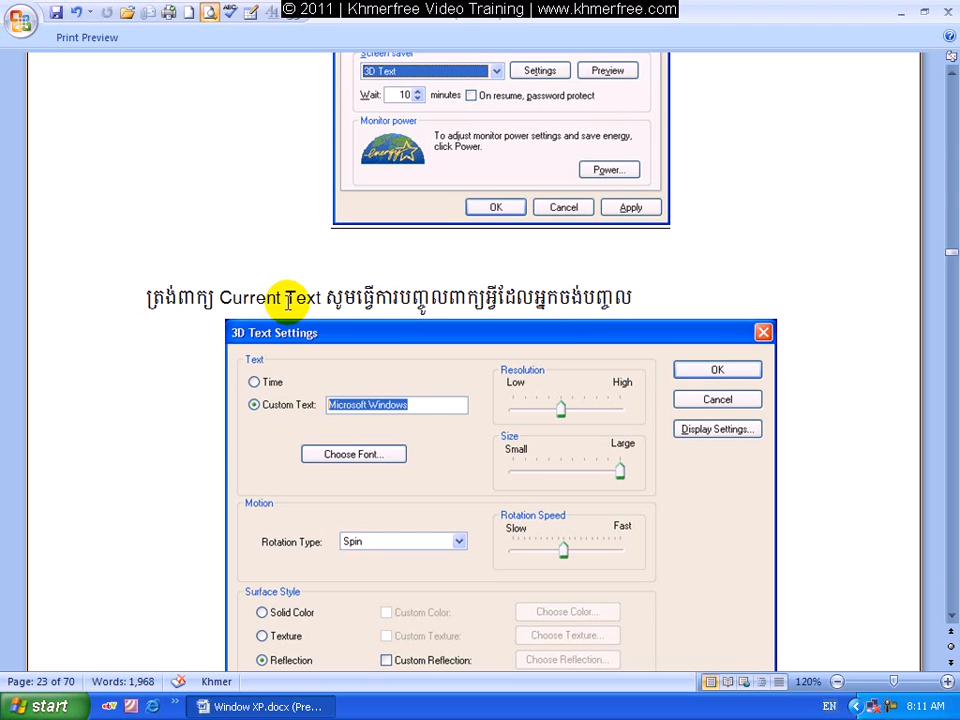 © 2011 | Khmerfree Video Training | www.khmerfree.com
Print Preview
Screen saver
3D Text
Settings
Preview
Wait: 10 minutes
On resume, password protect
Monitor power
To adjust monitor power settings and save energy,
click Power.
Power...
OK
Cancel
Apply
ត្រង់ពាក្យ Current Text សូមធ្វើការបញ្ចូលពាក្យអ្វីដែលអ្នកចង់បញ្ចូល
3D Text Settings
Text
Time
Custom Text: Microsoft Windows
Choose Font...
Resolution
Low High
Size
Small Large
OK
Cancel
Display Settings...
Motion
Rotation Type: Spin
Rotation Speed
Slow Fast
Surface Style
Solid Color
Custom Color:
Choose Color...
Texture
Custom Texture:
Choose Texture...
Reflection
Custom Reflection:
Choose Reflection...
Page: 23 of 70
Words: 1,968
Khmer
120%
start
Window XP.docx (Pre...
EN
8:11 AM